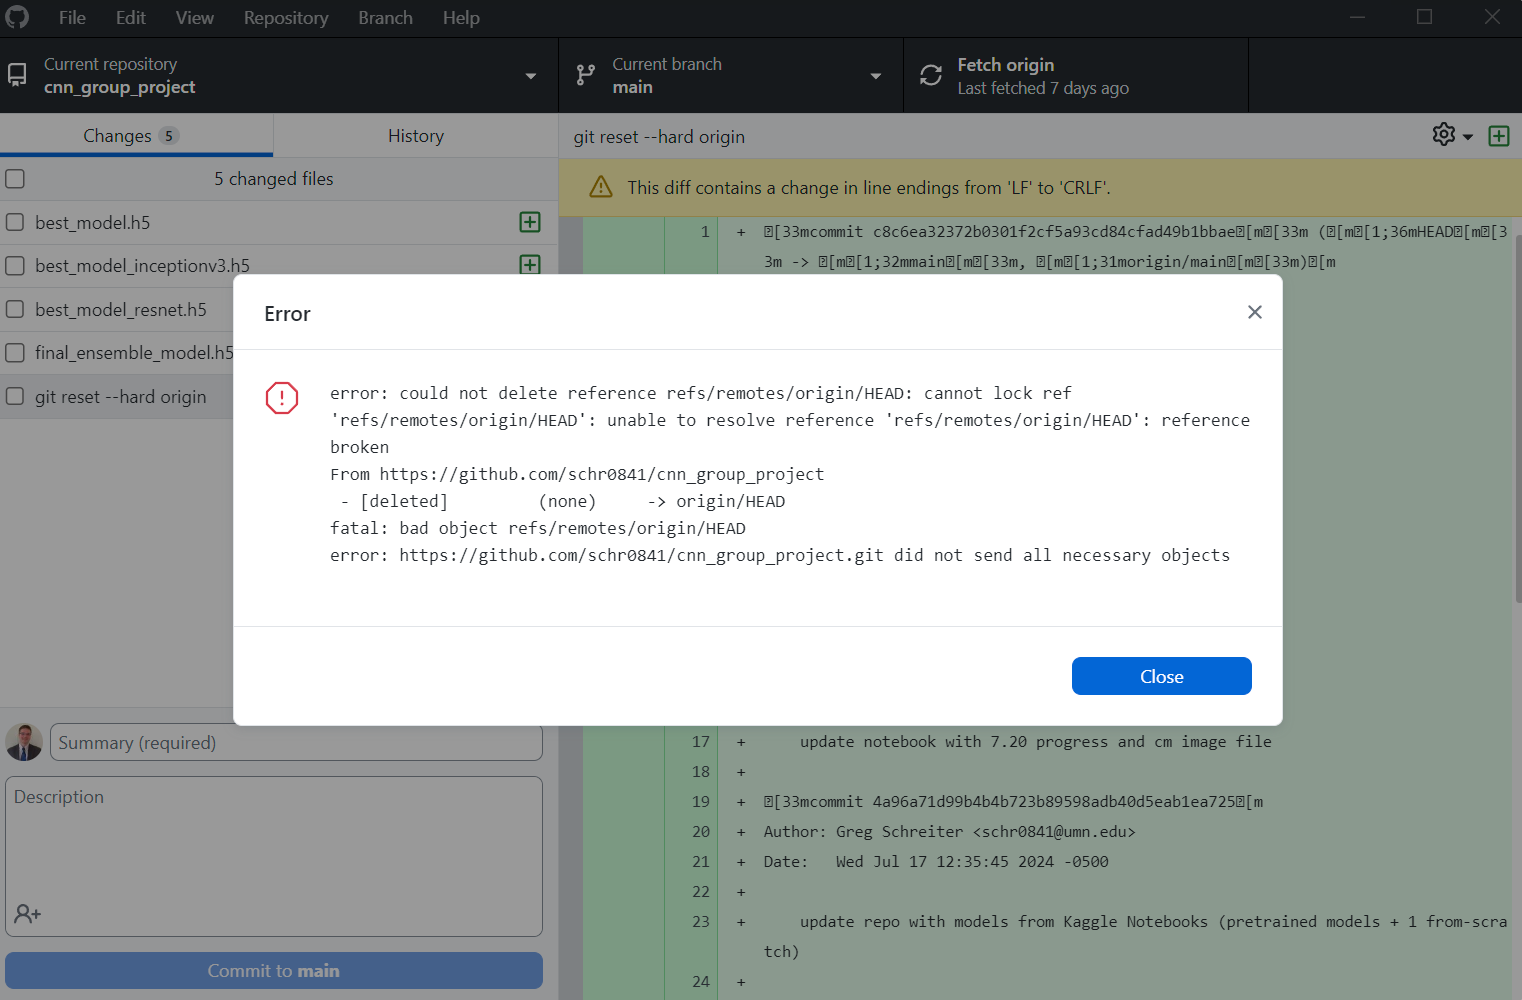 File Edit View Repository Branch Help
Current repository
cnn_group_project
Current branch
main
Fetch origin
Last fetched 7 days ago
Changes 5
History
git reset --hard origin
5 changed files
This diff contains a change in line endings from 'LF' to 'CRLF'.
best_model.h5
best_model_inceptionv3.h5
best_model_resnet.h5
final_ensemble_model.h5
git reset --hard origin
1 + [33mcommit c8c6ea32372b0301f2cf5a93cd84cfad49b1bbae[m[33m ([m[1;36mHEAD[m[3
3m -> [m[1;32mmain[m[33m, [m[1;31morigin/main[m[33m)[m
Error
error: could not delete reference refs/remotes/origin/HEAD: cannot lock ref
'refs/remotes/origin/HEAD': unable to resolve reference 'refs/remotes/origin/HEAD': reference
broken
From https://github.com/schr0841/cnn_group_project
- [deleted] (none) -> origin/HEAD
fatal: bad object refs/remotes/origin/HEAD
error: https://github.com/schr0841/cnn_group_project.git did not send all necessary objects
Close
Summary (required)
Description
Commit to main
17 + update notebook with 7.20 progress and cm image file
18 +
19 + [33mcommit 4a96a71d99b4b4b723b89598adb40d5eab1ea725[m
20 + Author: Greg Schreiter <schr0841@umn.edu>
21 + Date: Wed Jul 17 12:35:45 2024 -0500
22 +
23 + update repo with models from Kaggle Notebooks (pretrained models + 1 from-scra
tch)
24 +